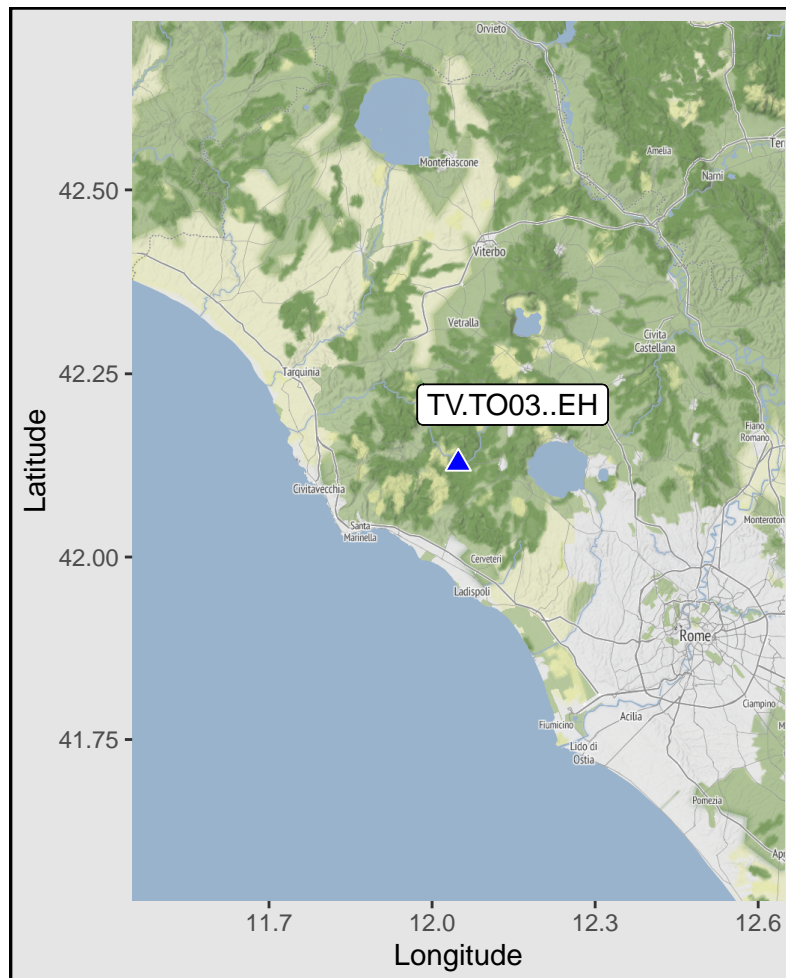 Orvieto
Amelia
Narni
Montefiascone
42.50
Viterbo
Vetralla
Civita
Castellana
42.25
Tarquinia
TV.TO03..EH
Fiano
Romano
Civitavecchia
Santa
Marinella
Monteroton
42.00
Cerveteri
Ladispoli
Rome
Ciampino
Acilia
Fiumicino
41.75
Lido di
Ostia
Pomezia
Latitude
11.7
12.0
12.3
12.6
Longitude